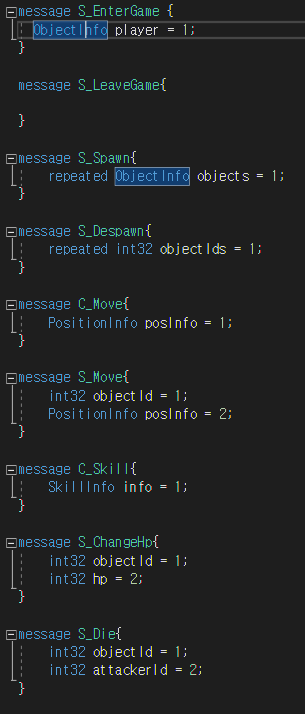 message S_EnterGame {
ObjectInfo player = 1;
}
message S_LeaveGame{
}
message S_Spawn{
repeated ObjectInfo objects = 1;
}
message S_Despawn{
repeated int32 objectIds = 1;
}
message C_Move{
PositionInfo posInfo = 1;
}
message S_Move{
int32 objectId = 1;
PositionInfo posInfo = 2;
}
message C_Skill{
SkillInfo info = 1;
}
message S_ChangeHp{
int32 objectId = 1;
int32 hp = 2;
}
message S_Die{
int32 objectId = 1;
int32 attackerId = 2;
}